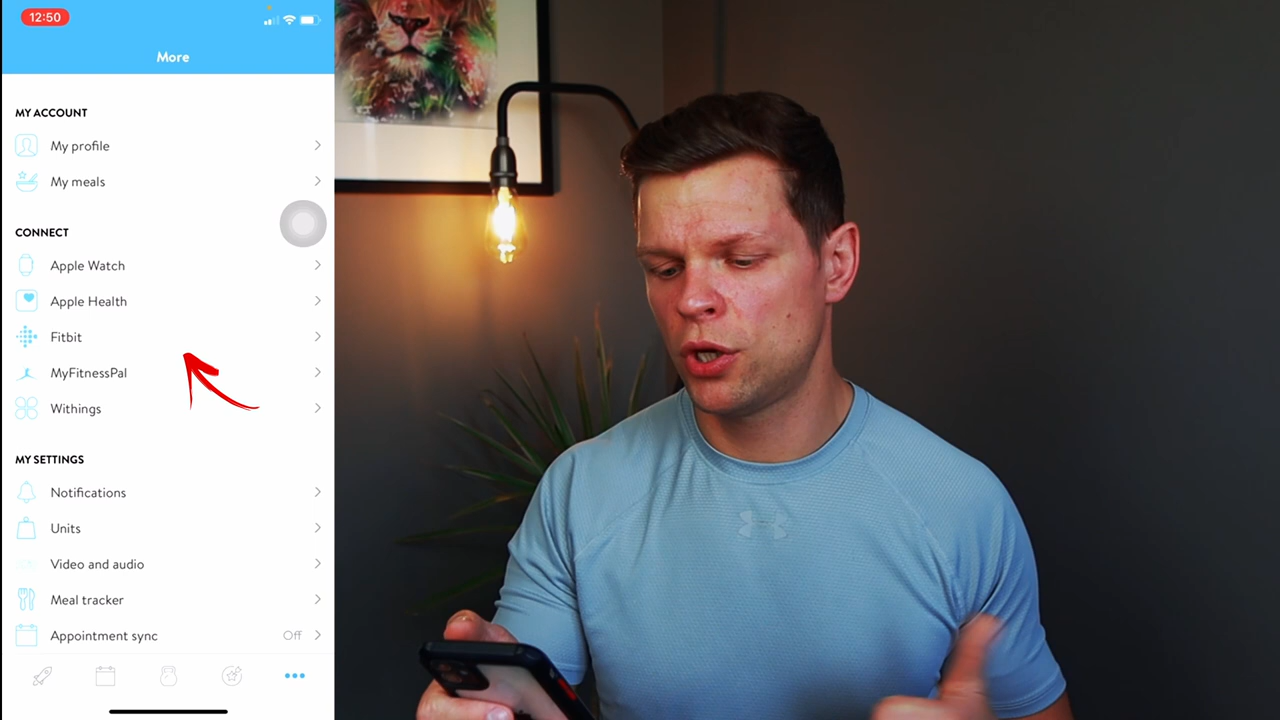 12:50
More
MY ACCOUNT
My profile
My meals
CONNECT
Apple Watch
Apple Health
Fitbit
MyFitnessPal
Withings
MY SETTINGS
Notifications
Units
Video and audio
Meal tracker
Appointment sync Off